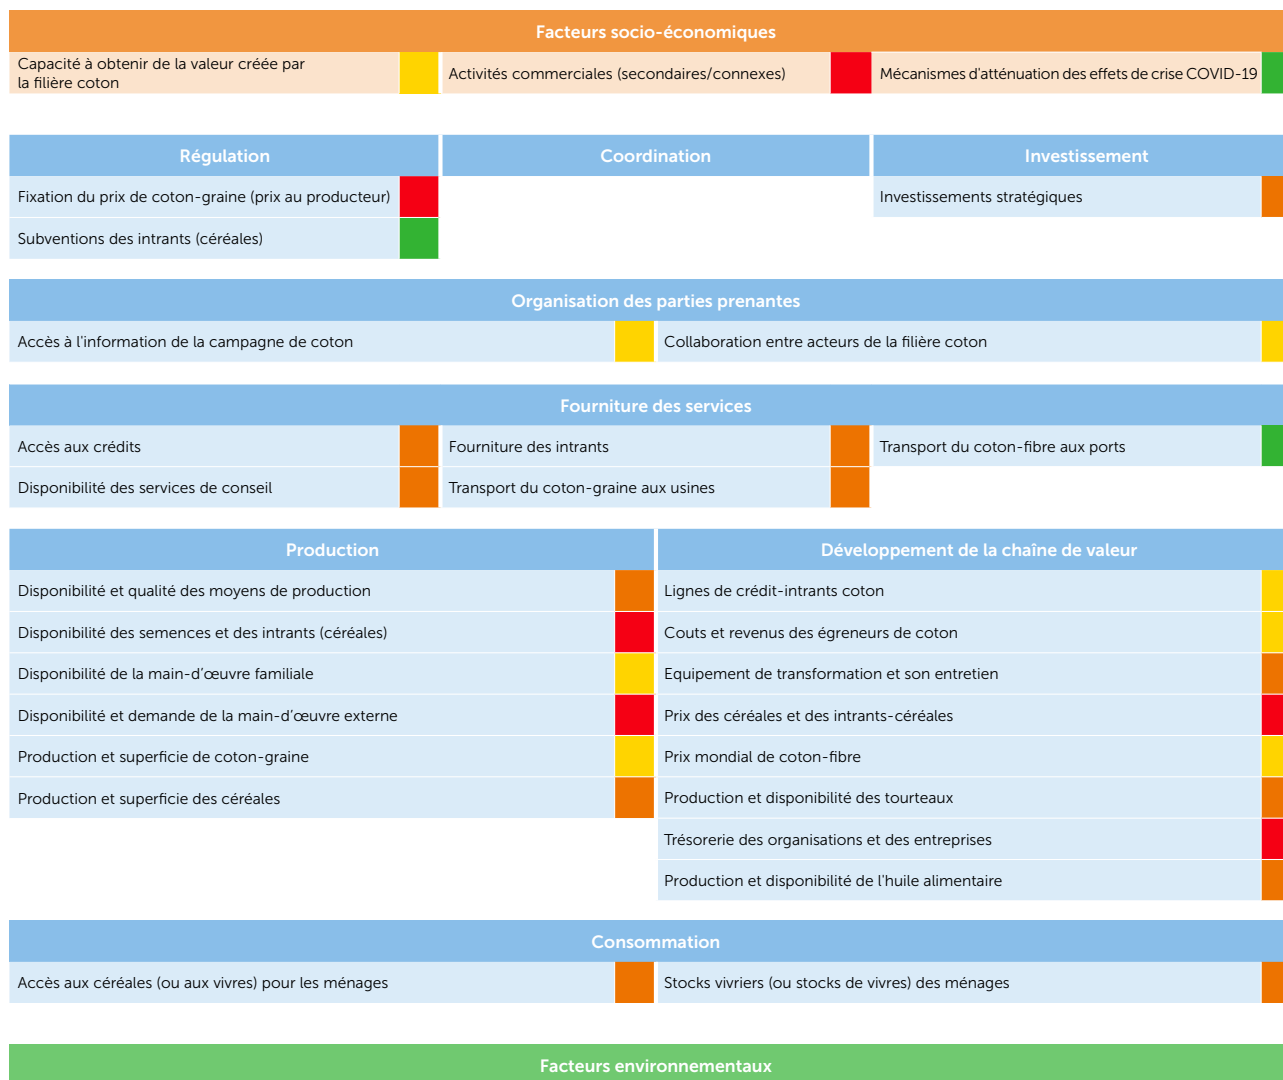 Facteurs socio-économiques
Capacité à obtenir de la valeur créée par
la filière coton
Activités commerciales (secondaires/connexes)
Mécanismes d'atténuation des effets de crise COVID-19
Régulation
Coordination
Investissement
Fixation du prix de coton-graine (prix au producteur)
Investissements stratégiques
Subventions des intrants (céréales)
Organisation des parties prenantes
Accès à l'information de la campagne de coton
Collaboration entre acteurs de la filière coton
Fourniture des services
Accès aux crédits
Fourniture des intrants
Transport du coton-fibre aux ports
Disponibilité des services de conseil
Transport du coton-graine aux usines
Production
Développement de la chaîne de valeur
Disponibilité et qualité des moyens de production
Lignes de crédit-intrants coton
Disponibilité des semences et des intrants (céréales)
Couts et revenus des égreneurs de coton
Disponibilité de la main-d'œuvre familiale
Equipement de transformation et son entretien
Disponibilité et demande de la main-d'œuvre externe
Prix des céréales et des intrants-céréales
Production et superficie de coton-graine
Prix mondial de coton-fibre
Production et superficie des céréales
Production et disponibilité des tourteaux
Trésorerie des organisations et des entreprises
Production et disponibilité de l'huile alimentaire
Consommation
Accès aux céréales (ou aux vivres) pour les ménages
Stocks vivriers (ou stocks de vivres) des ménages
Facteurs environnementaux